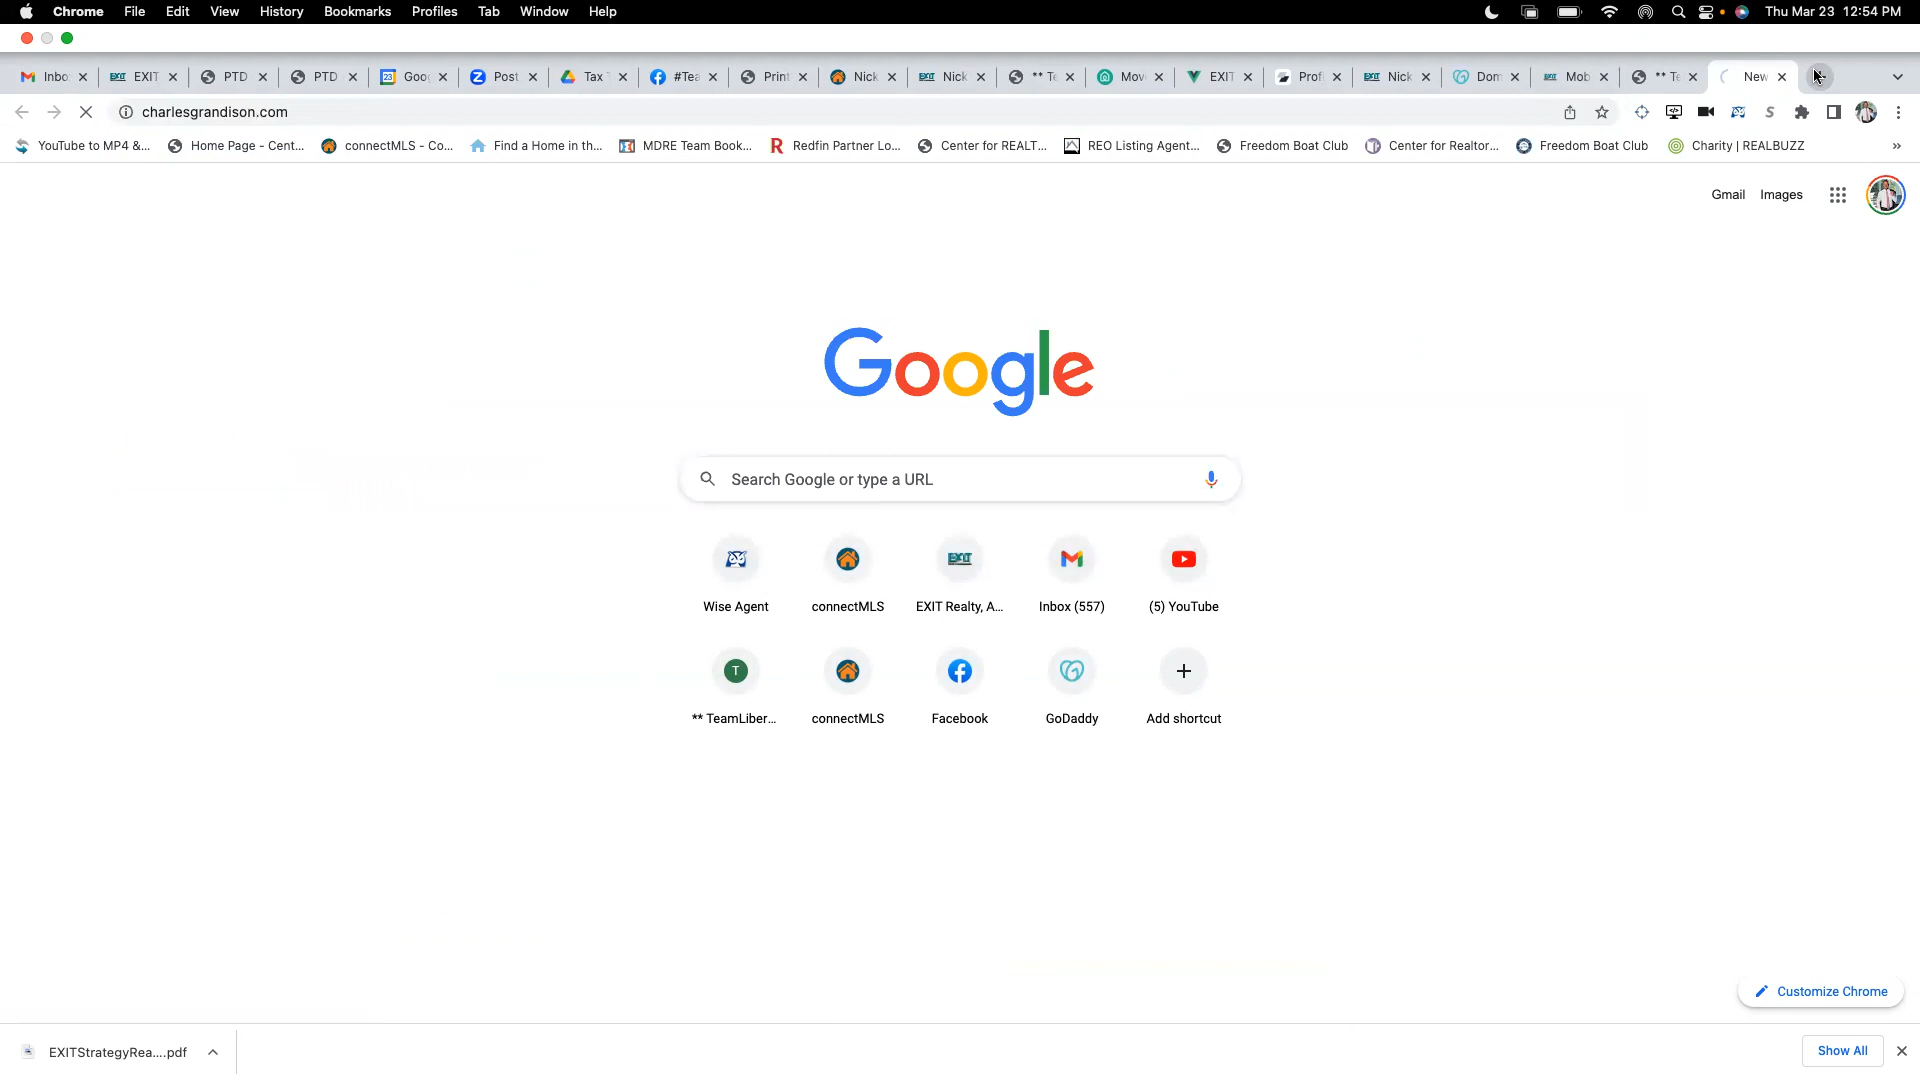 Chrome File Edit View History Bookmarks Profiles Tab Window Help Thu Mar 23 12:54 PM
Inbo EXIT PTD PTD Goo Post Tax #Tea Print Nick Nick ** Te Mov EXIT Profi Nick Dom Mob ** Te New
charlesgrandison.com
YouTube to MP4 &... Home Page - Cent... connectMLS - Co... Find a Home in th... MDRE Team Book... Redfin Partner Lo... Center for REALT... REO Listing Agent... Freedom Boat Club Center for Realtor... Freedom Boat Club Charity | REALBUZZ »
Gmail Images
Google
Search Google or type a URL
Wise Agent connectMLS EXIT Realty, A... Inbox (557) (5) YouTube
T
** TeamLiber... connectMLS Facebook GoDaddy Add shortcut
Customize Chrome
EXITStrategyRea....pdf Show All